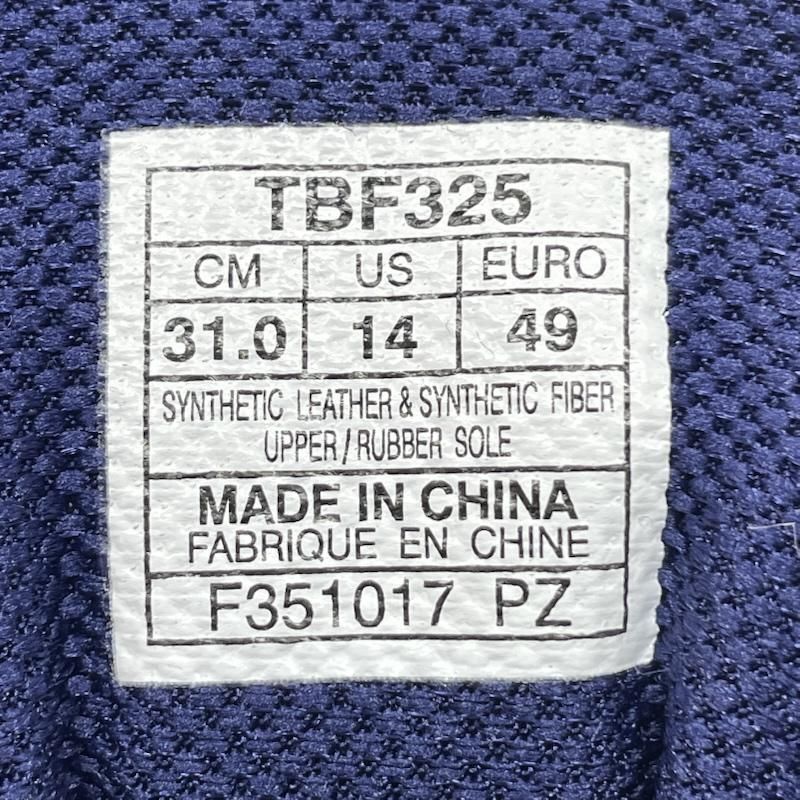 TBF325
CM US EURO
31.0 14 49
SYNTHETIC LEATHER & SYNTHETIC FIBER
UPPER/RUBBER SOLE
MADE IN CHINA
FABRIQUE EN CHINE
F351017 PZ